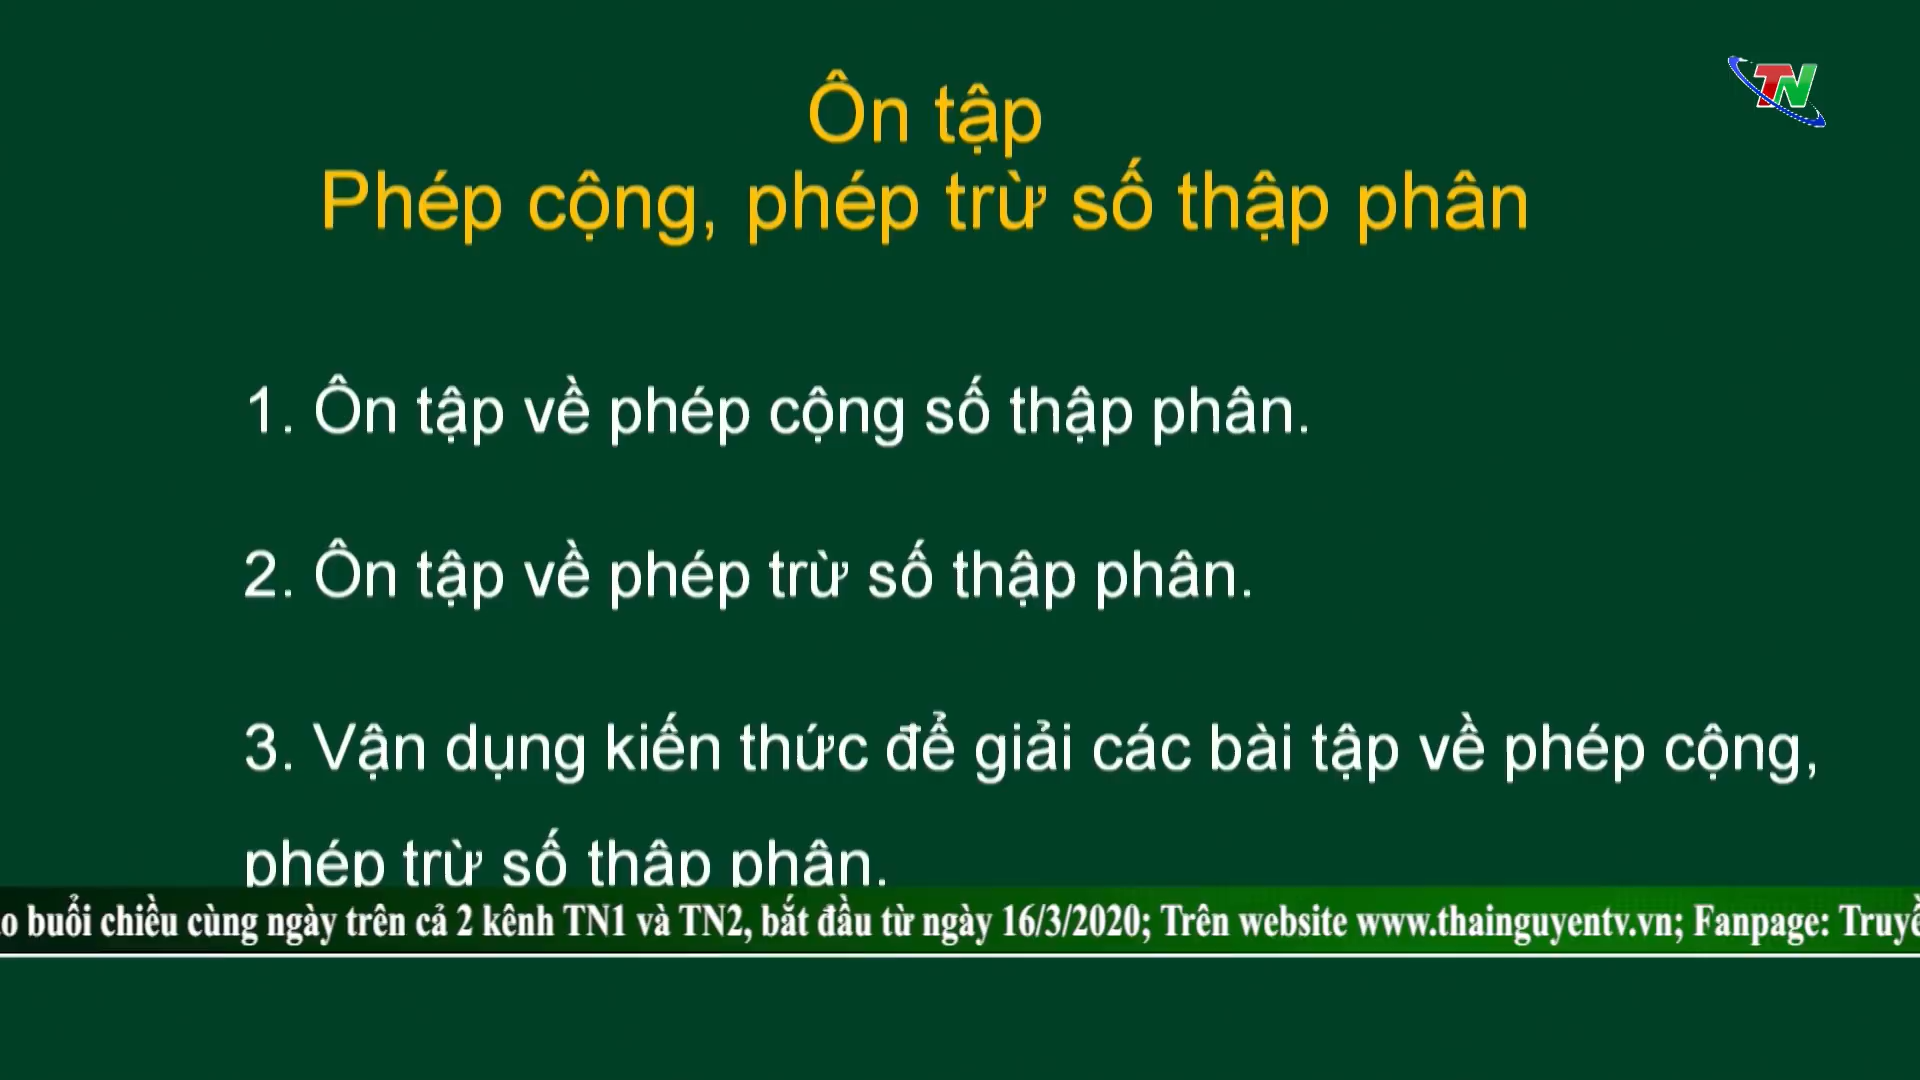 TN
Ôn tập
Phép cộng, phép trừ số thập phân
1. Ôn tập về phép cộng số thập phân.
2. Ôn tập về phép trừ số thập phân.
3. Vận dụng kiến thức để giải các bài tập về phép cộng,
phép trừ số thập phân.
buổi chiều cùng ngày trên cả 2 kênh TN1 và TN2, bắt đầu từ ngày 16/3/2020; Trên website www.thainguyentv.vn; Fanpage: